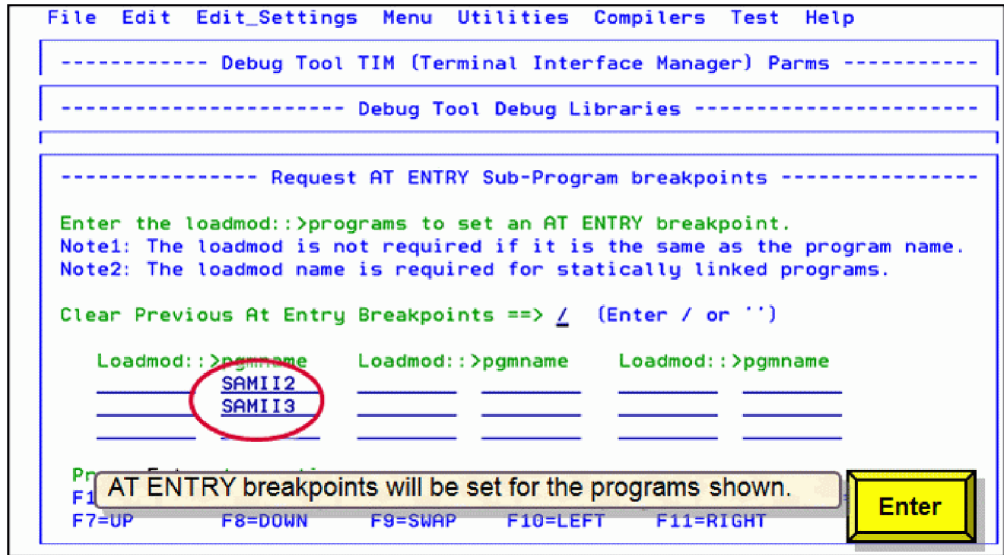 File Edit Edit_Settings Menu Utilities Compilers Test Help
------------ Debug Tool TIM (Terminal Interface Manager) Parms -----------
----------------------- Debug Tool Debug Libraries ----------------------
---------------- Request AT ENTRY Sub-Program breakpoints ----------------
Enter the loadmod::>programs to set an AT ENTRY breakpoint.
Note1: The loadmod is not required if it is the same as the program name.
Note2: The loadmod name is required for statically linked programs.
Clear Previous At Entry Breakpoints ==> / (Enter / or '')
Loadmod::>pgmname Loadmod::>pgmname Loadmod::>pgmname
SAMII2
SAMII3
AT ENTRY breakpoints will be set for the programs shown.
Enter
F7=UP F8=DOWN F9=SWAP F10=LEFT F11=RIGHT